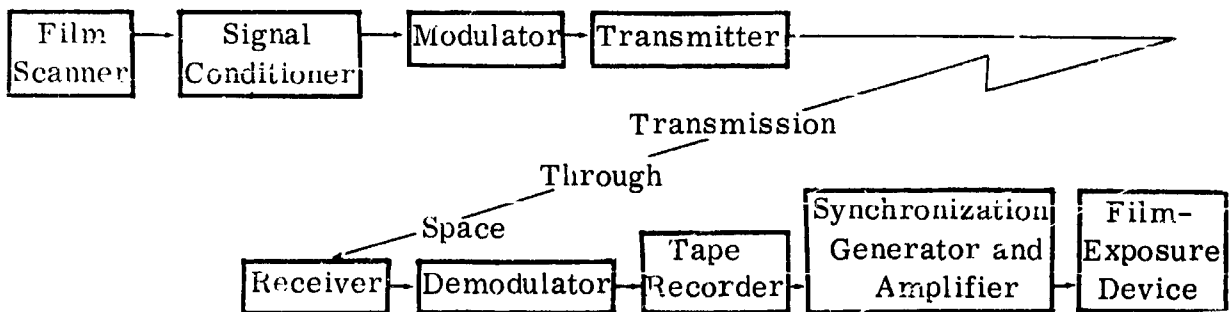 Film
Scanner
Signal
Conditioner
Modulator
Transmitter
Transmission
Through
Space
Receiver
Demodulator
Tape
Recorder
Synchronization
Generator and
Amplifier
Film-
Exposure
Device